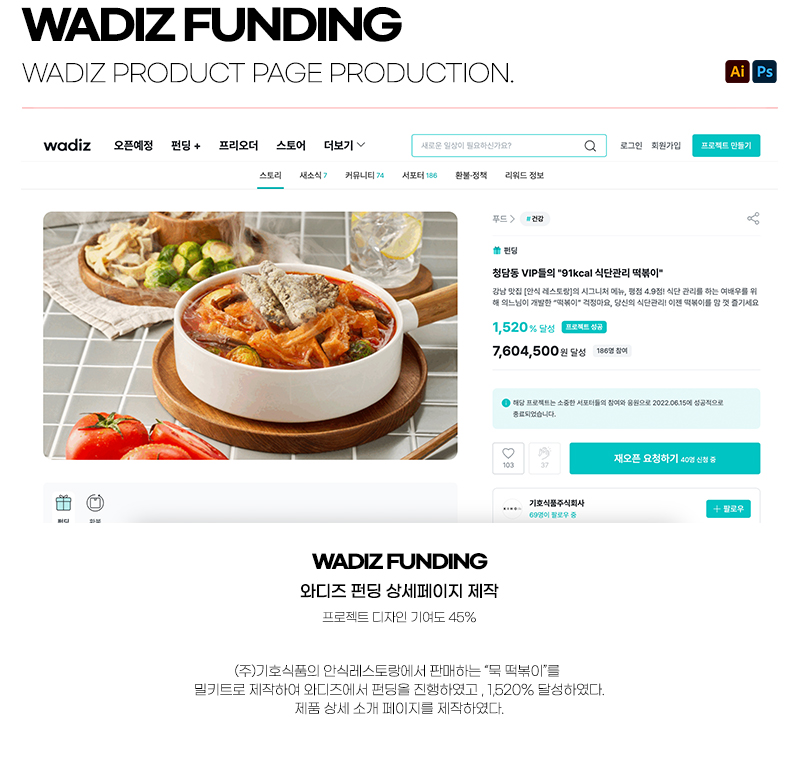 WADIZ FUNDING
WADIZ PRODUCT PAGE PRODUCTION.
Ai Ps
wadiz 오픈예정 펀딩 + 프리오더 스토어 더보기 새로운 일상이 필요하신가요? 로그인 회원가입 프로젝트 만들기
스토리 새소식 7 커뮤니티 74 서포터 186 환불·정책 리워드 정보
푸드 > # 건강
펀딩
청담동 VIP들의 "91kcal 식단관리 떡볶이"
강남 맛집 [안식 레스토랑]의 시그니처 메뉴, 평점 4.9점! 식단 관리를 하는 여배우를 위
해 의느님이 개발한 "떡볶이" 걱정마요, 당신의 식단관리! 이젠 떡볶이를 맘 껏 즐기세요
1,520 % 달성 프로젝트 성공
7,604,500 원 달성 186명 참여
해당 프로젝트는 소중한 서포터들의 참여와 응원으로 2022.06.15에 성공적으로
종료되었습니다.
103 37 재오픈 요청하기 40명 신청 중
기호식품주식회사
69명이 팔로우 중
+ 팔로우
펀딩
WADIZ FUNDING
와디즈 펀딩 상세페이지 제작
프로젝트 디자인 기여도 45%
(주)기호식품의 안식레스토랑에서 판매하는 “묵 떡볶이”를
밀키트로 제작하여 와디즈에서 펀딩을 진행하였고 , 1,520% 달성하였다.
제품 상세 소개 페이지를 제작하였다.